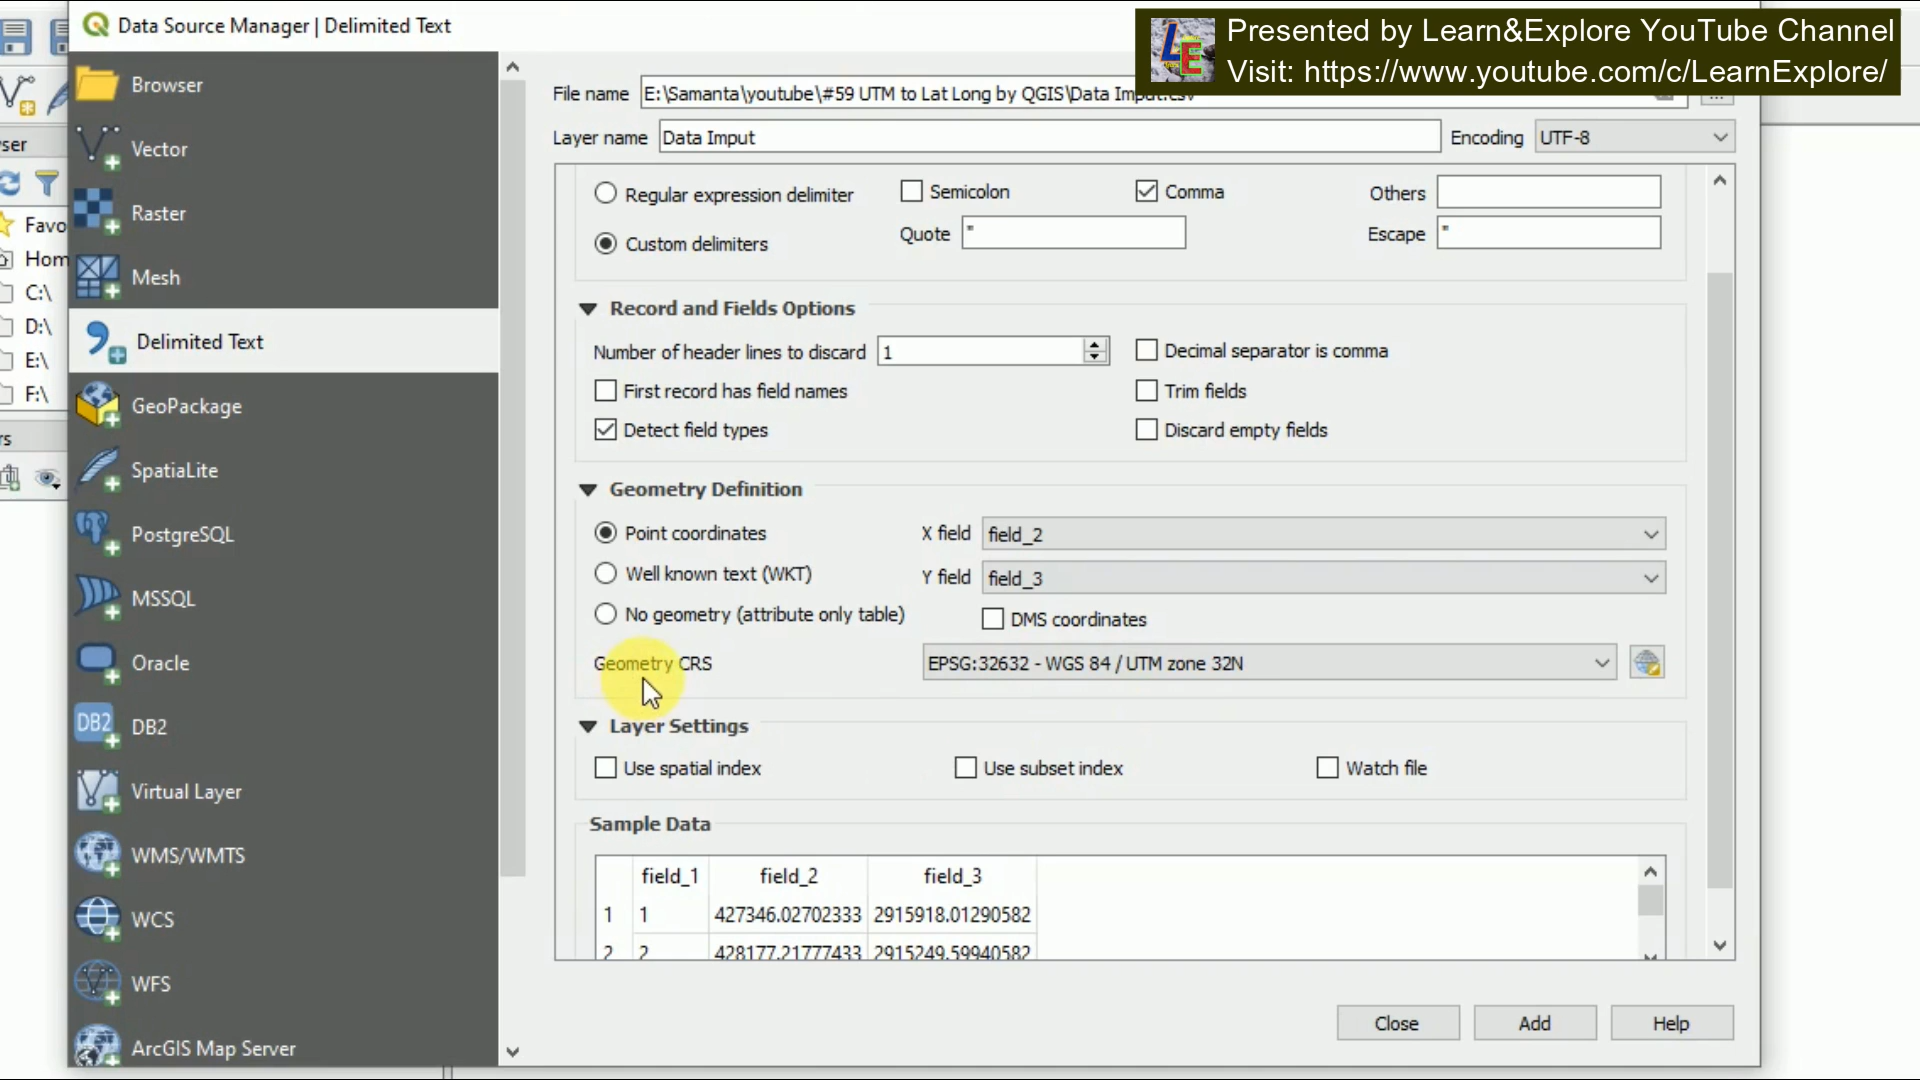 Data Source Manager | Delimited Text
Presented by Learn&Explore YouTube Channel
Visit: https://www.youtube.com/c/LearnExplore/
Browser
Vector
Raster
Mesh
Delimited Text
GeoPackage
SpatiaLite
PostgreSQL
MSSQL
Oracle
DB2
DB2
Virtual Layer
WMS/WMTS
WCS
WFS
ArcGIS Map Server
ser
Favo
Hom
C:\
D:\
E:\
F:\
rs
File name E:\Samanta\youtube\#59 UTM to Lat Long by QGIS\Data Imput.csv ...
Layer name Data Imput Encoding UTF-8
Regular expression delimiter Semicolon Comma Others
Custom delimiters Quote " Escape "
Record and Fields Options
Number of header lines to discard 1 Decimal separator is comma
First record has field names Trim fields
Detect field types Discard empty fields
Geometry Definition
Point coordinates X field field_2
Well known text (WKT) Y field field_3
No geometry (attribute only table) DMS coordinates
Geometry CRS EPSG:32632 - WGS 84 / UTM zone 32N
Layer Settings
Use spatial index Use subset index Watch file
Sample Data
field_1 field_2 field_3
1 1 427346.02702333 2915918.01290582
2 2 428177.21777433 2915249.59940582
Close Add Help